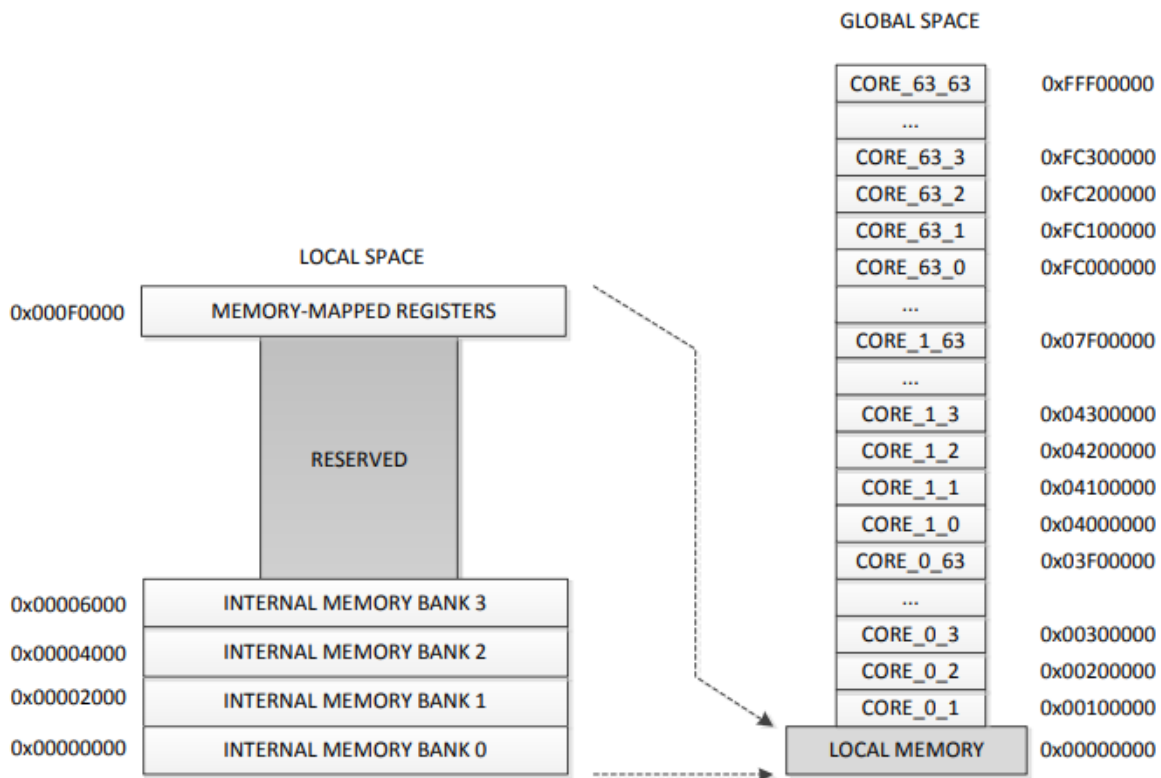 GLOBAL SPACE
CORE_63_63 0xFFF00000
...
CORE_63_3 0xFC300000
CORE_63_2 0xFC200000
CORE_63_1 0xFC100000
CORE_63_0 0xFC000000
...
CORE_1_63 0x07F00000
...
CORE_1_3 0x04300000
CORE_1_2 0x04200000
CORE_1_1 0x04100000
CORE_1_0 0x04000000
CORE_0_63 0x03F00000
...
CORE_0_3 0x00300000
CORE_0_2 0x00200000
CORE_0_1 0x00100000
LOCAL MEMORY 0x00000000
LOCAL SPACE
0x000F0000 MEMORY-MAPPED REGISTERS
RESERVED
0x00006000 INTERNAL MEMORY BANK 3
0x00004000 INTERNAL MEMORY BANK 2
0x00002000 INTERNAL MEMORY BANK 1
0x00000000 INTERNAL MEMORY BANK 0